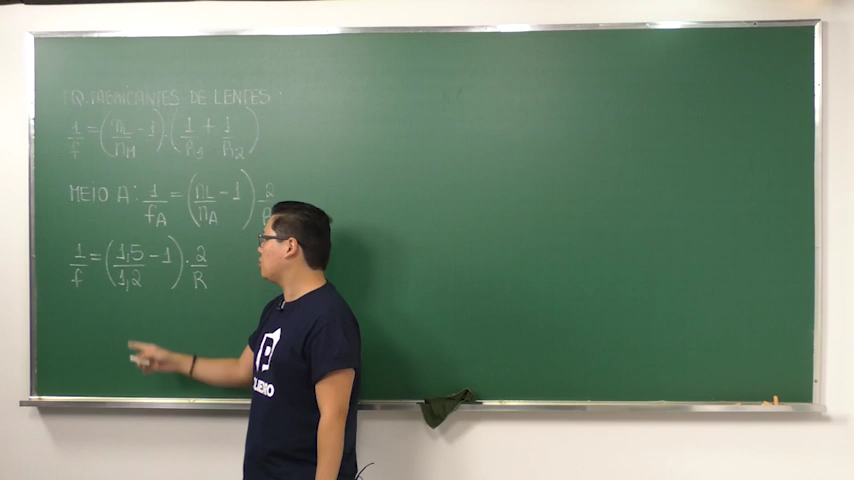 EQ. FABRICANTES DE LENTES:
1/f = (nL/nM - 1) · (1/R1 + 1/R2)
MEIO A: 1/fA = (nL/nA - 1) 2/R
1/f = (1,5/1,2 - 1) · 2/R